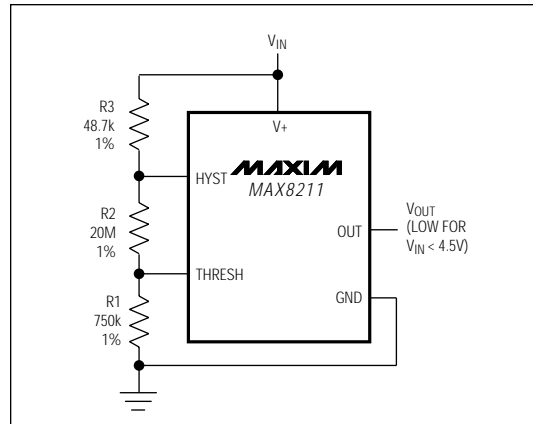 VIN
R3
48.7k
1%
V+
HYST
MAXIM
MAX8211
R2
20M
1%
VOUT
(LOW FOR
VIN < 4.5V)
OUT
THRESH
R1
750k
1%
GND